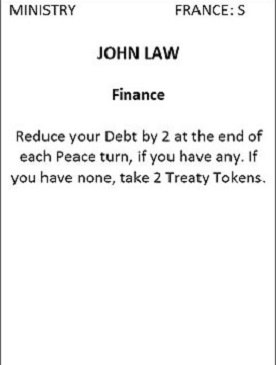 MINISTRY FRANCE: S
JOHN LAW
Finance
Reduce your Debt by 2 at the end of
each Peace turn, if you have any. If
you have none, take 2 Treaty Tokens.